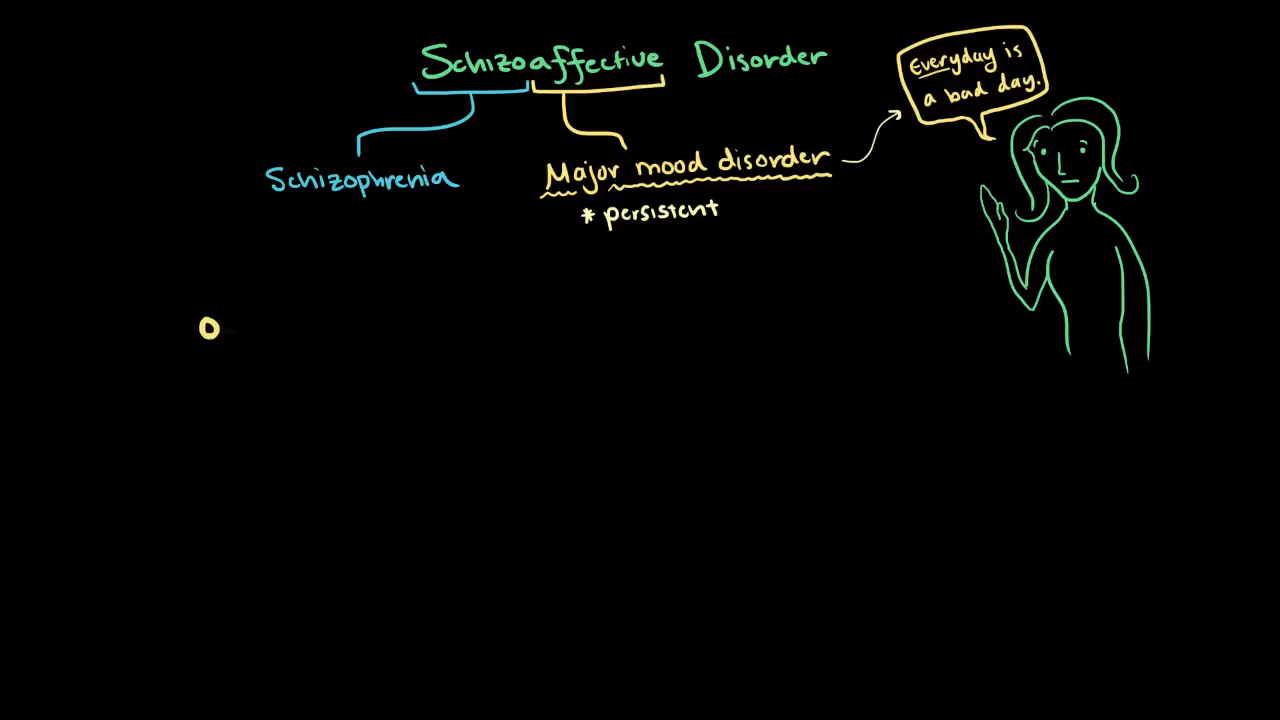 Schizoaffective Disorder
Everyday is
a bad day.
Schizophrenia
Major mood disorder
* persistent